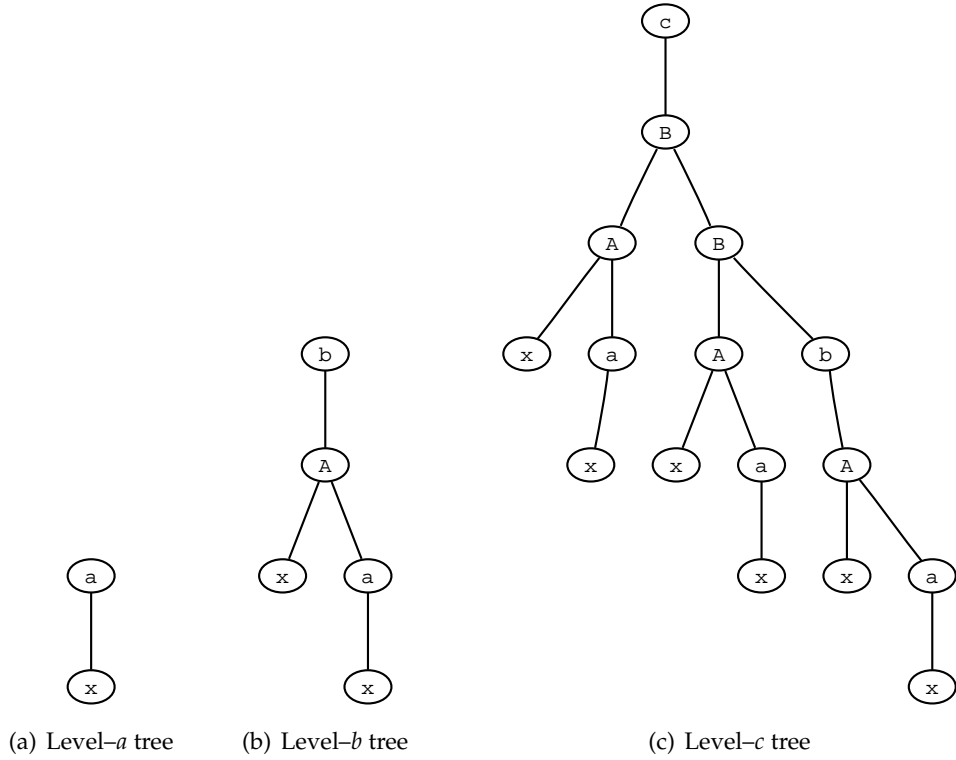 c
B
A B
x a A b
x x a A
x x a
x
b
A
x a
x
a
x
(a) Level–a tree
(b) Level–b tree
(c) Level–c tree